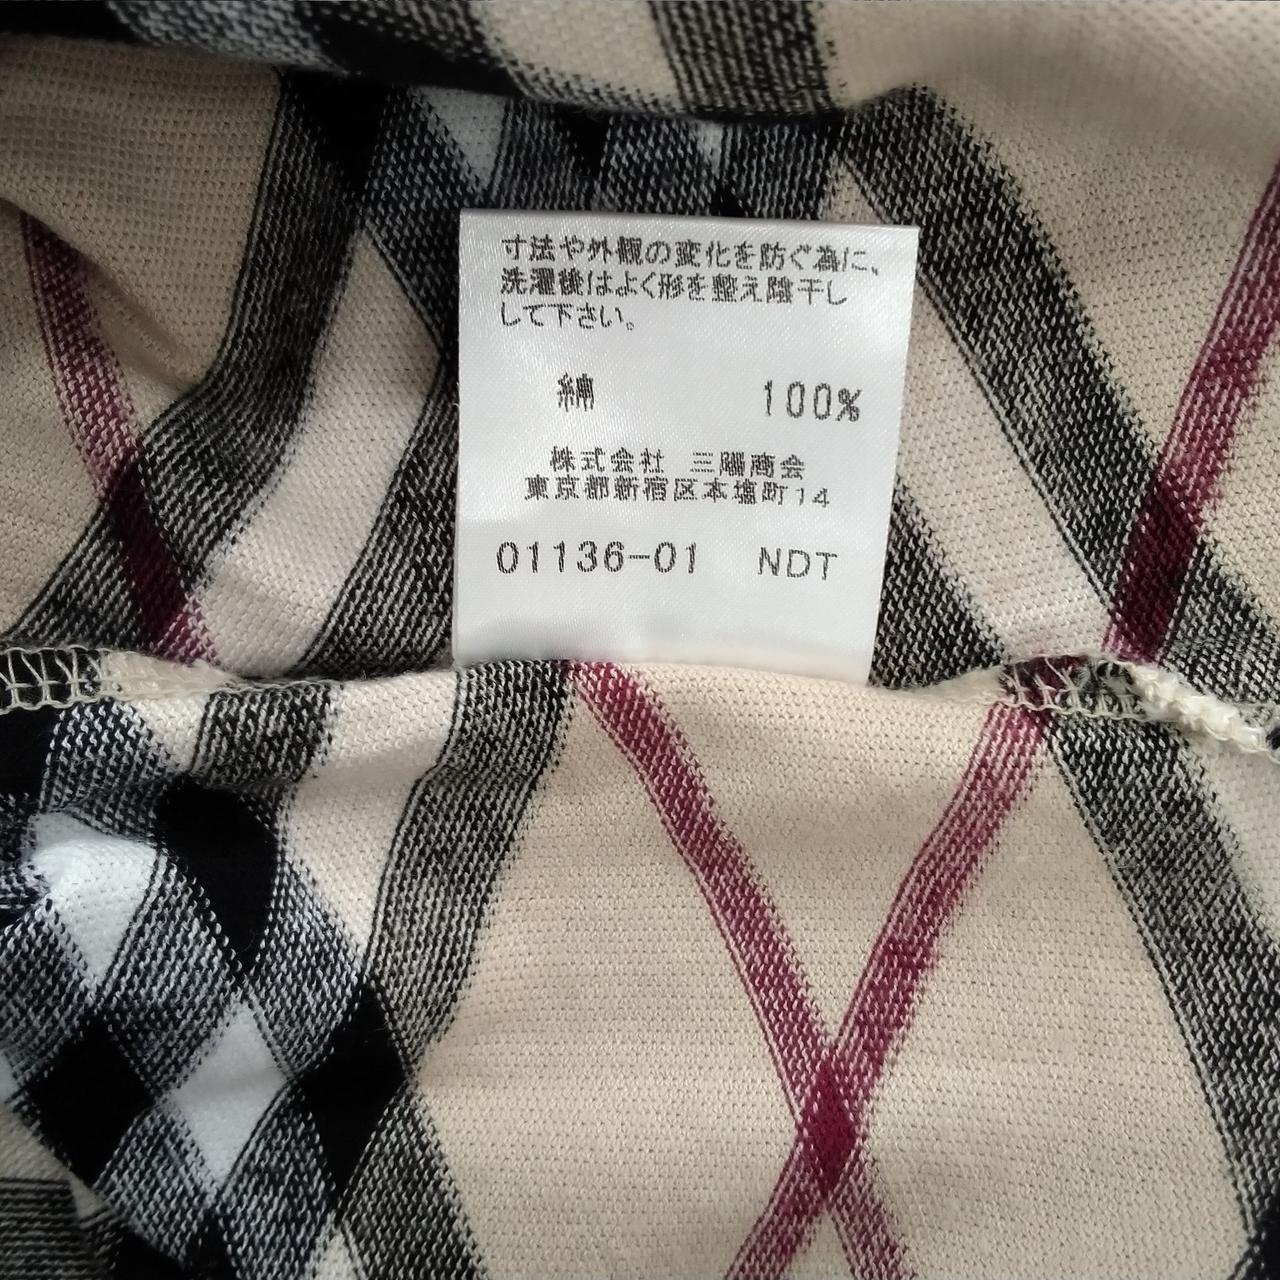 寸法や外観の変化を防ぐ為に、
洗濯後はよく形を整え陰干し
して下さい。
綿 100%
株式会社 三陽商会
東京都新宿区本塩町14
01136-01 NDT